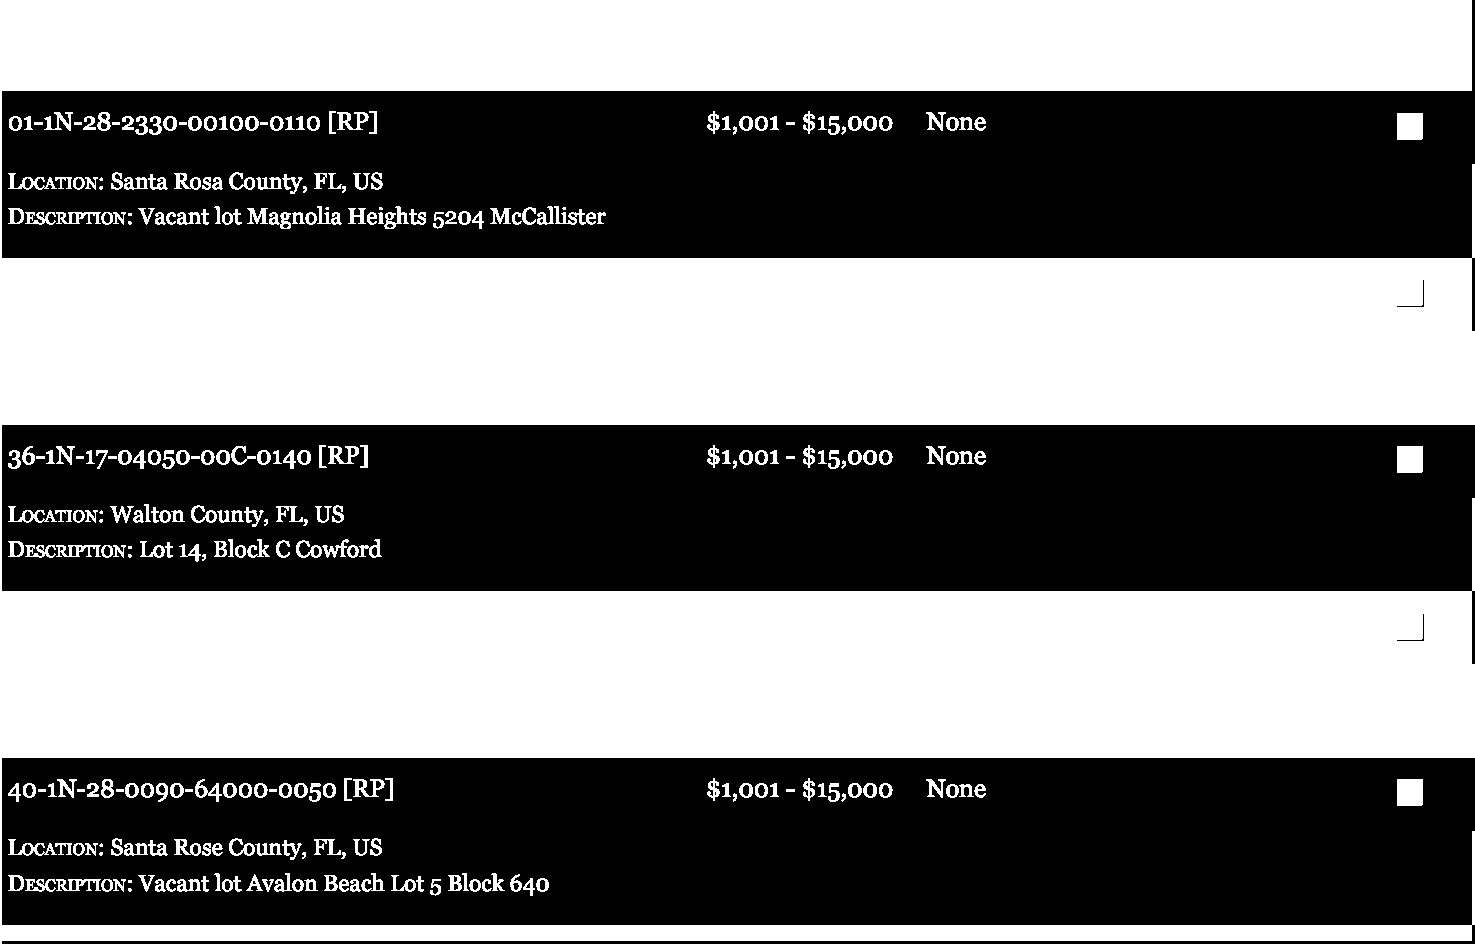 01-1N-28-2330-00100-0110 [RP] $1,001 - $15,000 None
Location: Santa Rosa County, FL, US
Description: Vacant lot Magnolia Heights 5204 McCallister
36-1N-17-04050-00C-0140 [RP] $1,001 - $15,000 None
Location: Walton County, FL, US
Description: Lot 14, Block C Cowford
40-1N-28-0090-64000-0050 [RP] $1,001 - $15,000 None
Location: Santa Rose County, FL, US
Description: Vacant lot Avalon Beach Lot 5 Block 640